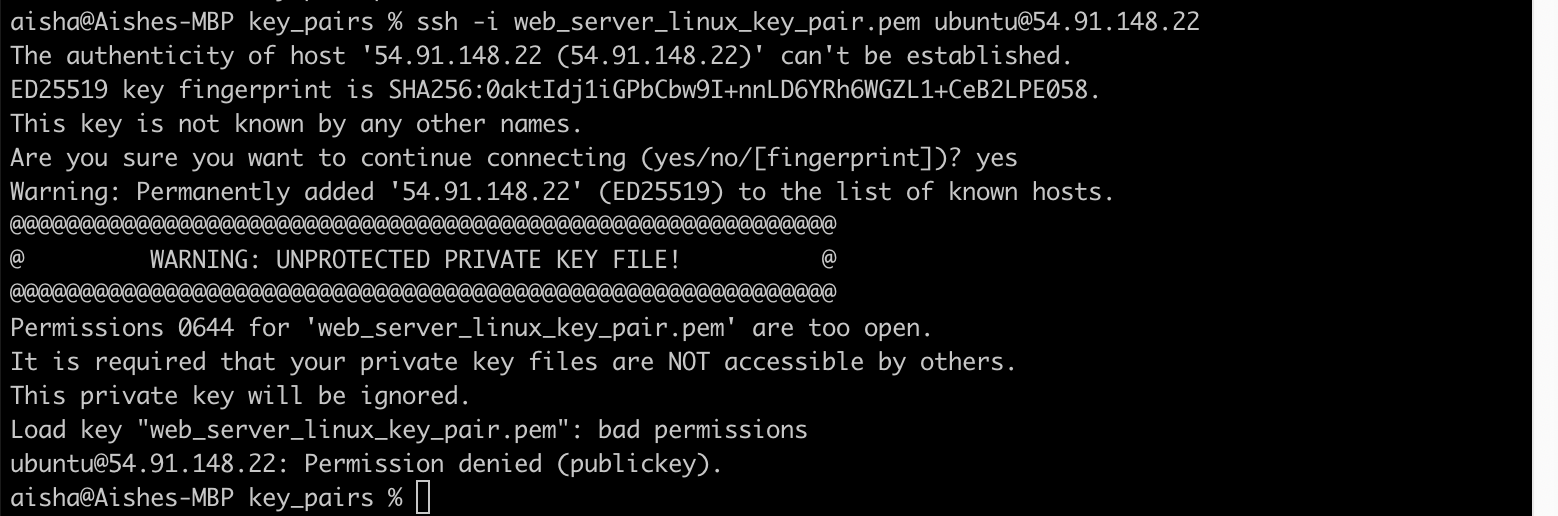 aisha@Aishes-MBP key_pairs % ssh -i web_server_linux_key_pair.pem ubuntu@54.91.148.22
The authenticity of host '54.91.148.22 (54.91.148.22)' can't be established.
ED25519 key fingerprint is SHA256:0aktIdj1iGPbCbw9I+nnLD6YRh6WGZL1+CeB2LPE058.
This key is not known by any other names.
Are you sure you want to continue connecting (yes/no/[fingerprint])? yes
Warning: Permanently added '54.91.148.22' (ED25519) to the list of known hosts.
@@@@@@@@@@@@@@@@@@@@@@@@@@@@@@@@@@@@@@@@@@@@@@@@@@@@@@@@@@@
@         WARNING: UNPROTECTED PRIVATE KEY FILE!          @
@@@@@@@@@@@@@@@@@@@@@@@@@@@@@@@@@@@@@@@@@@@@@@@@@@@@@@@@@@@
Permissions 0644 for 'web_server_linux_key_pair.pem' are too open.
It is required that your private key files are NOT accessible by others.
This private key will be ignored.
Load key "web_server_linux_key_pair.pem": bad permissions
ubuntu@54.91.148.22: Permission denied (publickey).
aisha@Aishes-MBP key_pairs %